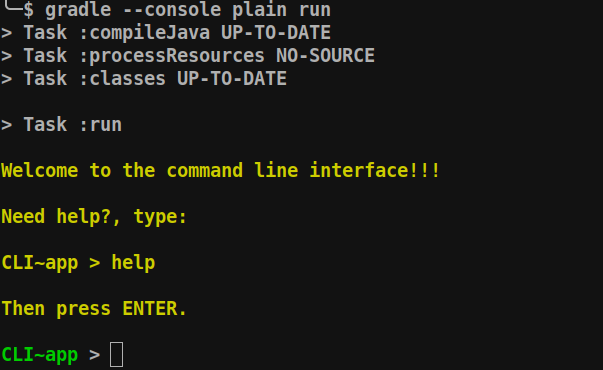 ╰─$ gradle --console plain run
> Task :compileJava UP-TO-DATE
> Task :processResources NO-SOURCE
> Task :classes UP-TO-DATE
> Task :run
Welcome to the command line interface!!!
Need help?, type:
CLI~app > help
Then press ENTER.
CLI~app >